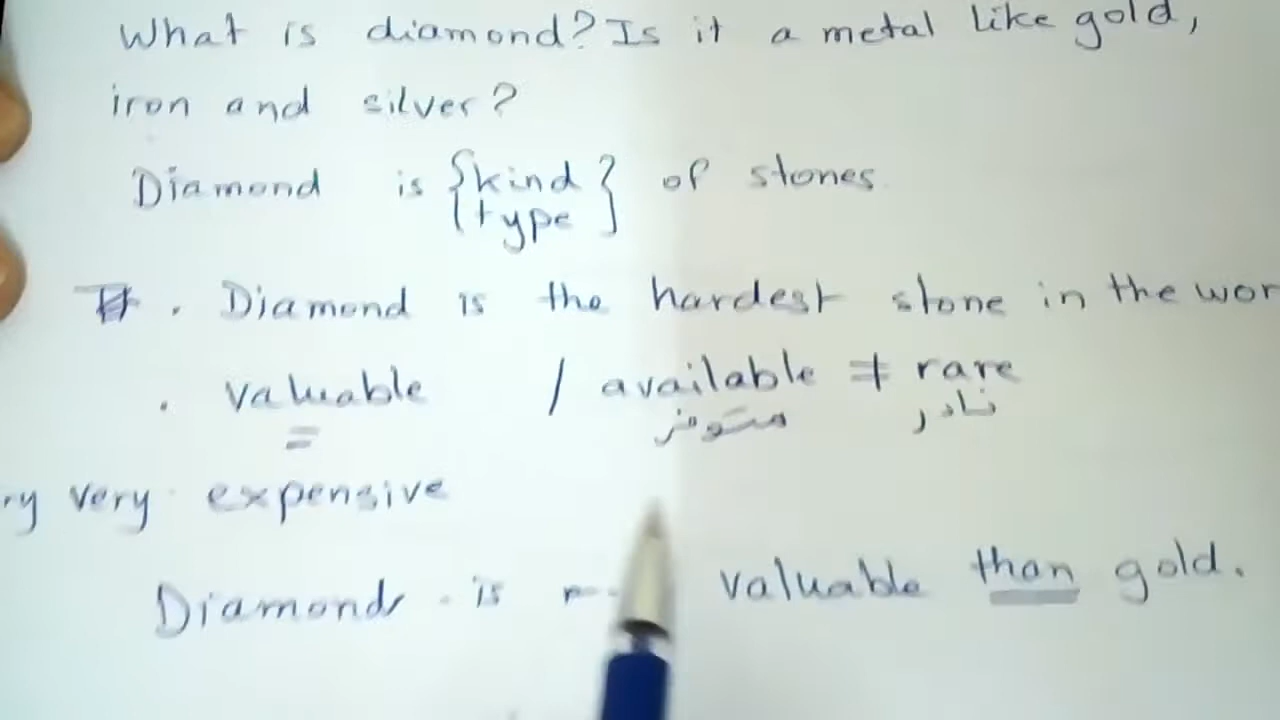 What is diamond? Is it a metal like gold,
iron and silver?
Diamond is {kind} of stones
{type}
. Diamond is the hardest stone in the wor
. valuable / available ≠ rare
= متوفر نادر
ry very expensive
Diamond is valuable than gold.